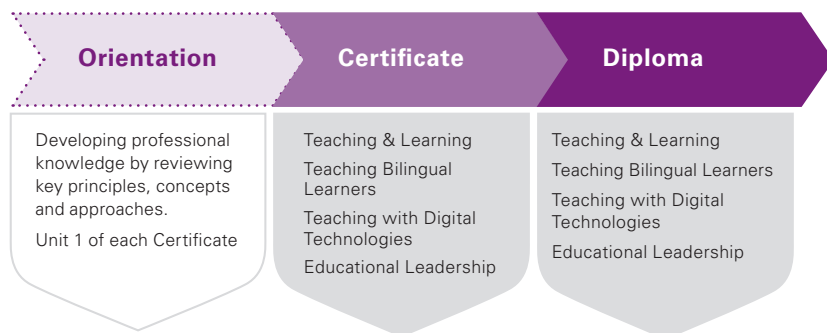 Orientation
Certificate
Diploma
Developing professional
knowledge by reviewing
key principles, concepts
and approaches.
Unit 1 of each Certificate
Teaching & Learning
Teaching Bilingual
Learners
Teaching with Digital
Technologies
Educational Leadership
Teaching & Learning
Teaching Bilingual Learners
Teaching with Digital
Technologies
Educational Leadership